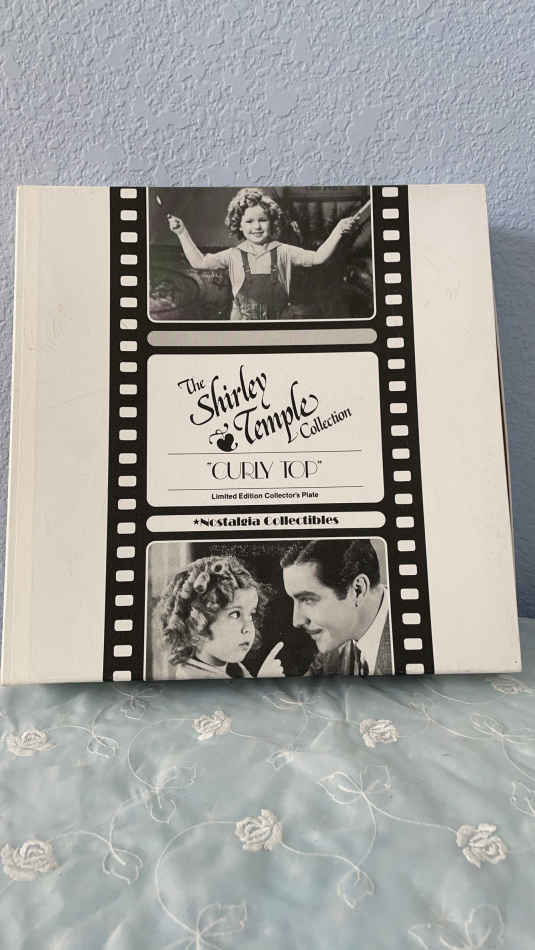 The
Shirley
Temple
Collection
"CURLY TOP"
Limited Edition Collector's Plate
★Nostalgia Collectibles